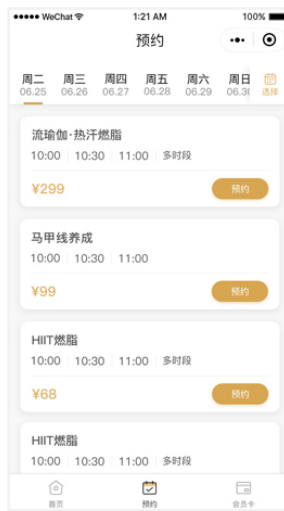 WeChat 1:21 AM 100%
预约
周二 周三 周四 周五 周六 周日
06.25 06.26 06.27 06.28 06.29 06.30 选择
流瑜伽·热汗燃脂
10:00 10:30 11:00 多时段
¥299 预约
马甲线养成
10:00 10:30 11:00
¥99 预约
HIIT燃脂
10:00 10:30 11:00 多时段
¥68 预约
HIIT燃脂
10:00 10:30 11:00 多时段
首页 预约 会员卡